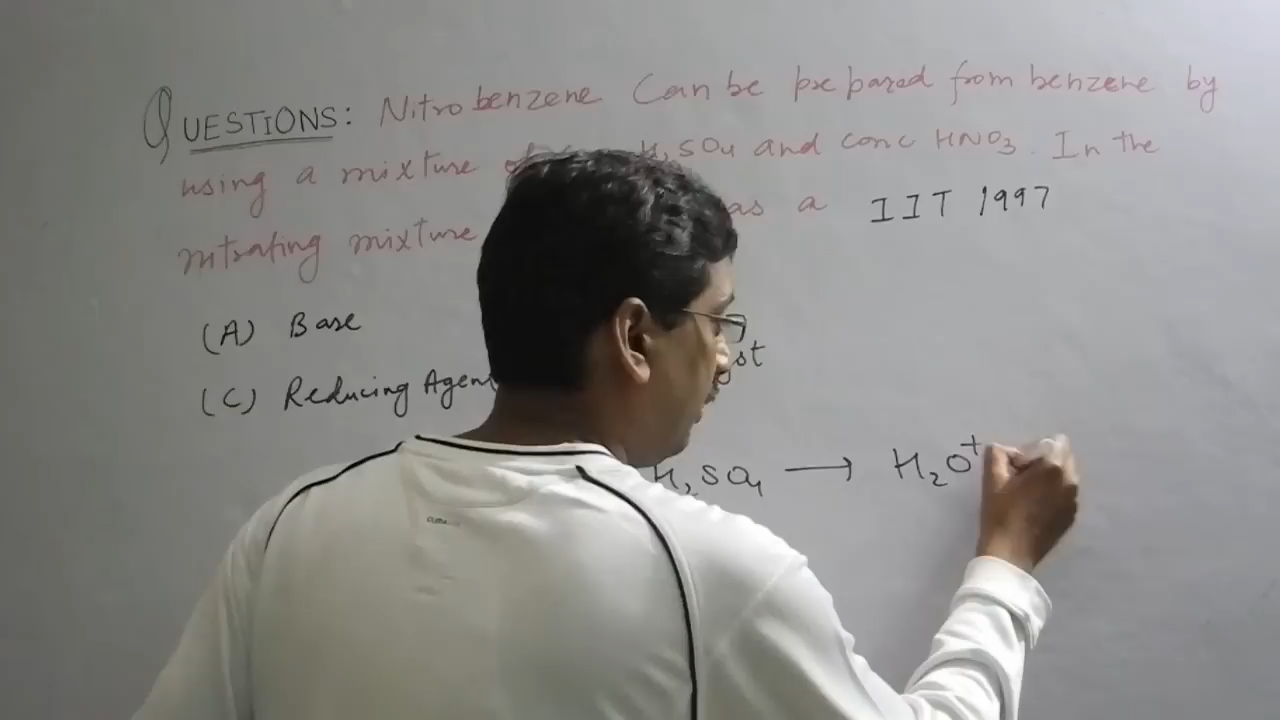 QUESTIONS: Nitrobenzene Can be prepared from benzene by
using a mixture of H2SO4 and conc HNO3. In the
nitrating mixture as a IIT 1997
(A) Base
(C) Reducing Agent
H2SO4 → H2O+